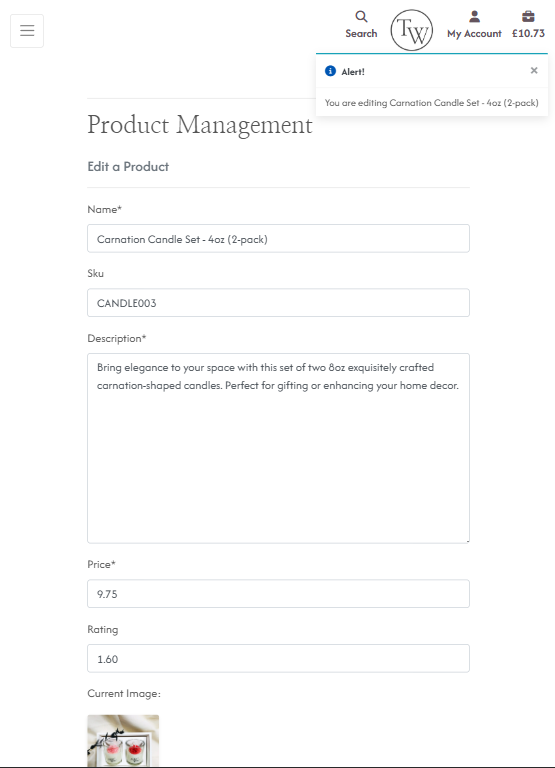 Search
TW
My Account
£10.73
Alert!
×
You are editing Carnation Candle Set - 4oz (2-pack)
Product Management
Edit a Product
Name*
Carnation Candle Set - 4oz (2-pack)
Sku
CANDLE003
Description*
Bring elegance to your space with this set of two 8oz exquisitely crafted
carnation-shaped candles. Perfect for gifting or enhancing your home decor.
Price*
9.75
Rating
1.60
Current Image: